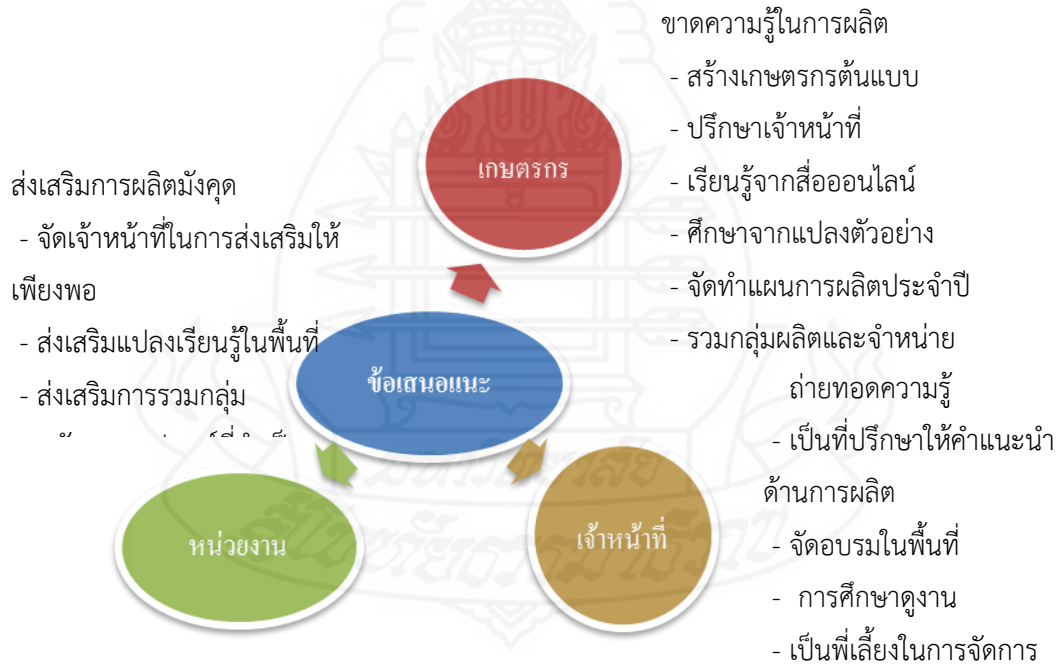 ขาดความรู้ในการผลิต
- สร้างเกษตรกรต้นแบบ
- ปรึกษาเจ้าหน้าที่
- เรียนรู้จากสื่อออนไลน์
- ศึกษาจากแปลงตัวอย่าง
- จัดทำแผนการผลิตประจำปี
- รวมกลุ่มผลิตและจำหน่าย
เกษตรกร
ส่งเสริมการผลิตมังคุด
- จัดเจ้าหน้าที่ในการส่งเสริมให้
เพียงพอ
- ส่งเสริมแปลงเรียนรู้ในพื้นที่
- ส่งเสริมการรวมกลุ่ม
ข้อเสนอแนะ
หน่วยงาน
เจ้าหน้าที่
ถ่ายทอดความรู้
- เป็นที่ปรึกษาให้คำแนะนำ
ด้านการผลิต
- จัดอบรมในพื้นที่
- การศึกษาดูงาน
- เป็นพี่เลี้ยงในการจัดการ